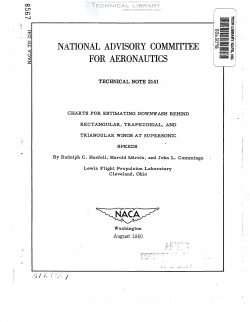 TECHNICAL LIBRARY
NATIONAL ADVISORY COMMITTEE
FOR AERONAUTICS
TECHNICAL NOTE 2141
CHARTS FOR ESTIMATING DOWNWASH BEHIND
RECTANGULAR, TRAPEZOIDAL, AND
TRIANGULAR WINGS AT SUPERSONIC
SPEEDS
By Rudolph C. Haefeli, Harold Mirels, and John L. Cummings
Lewis Flight Propulsion Laboratory
Cleveland, Ohio
NACA
Washington
August 1950